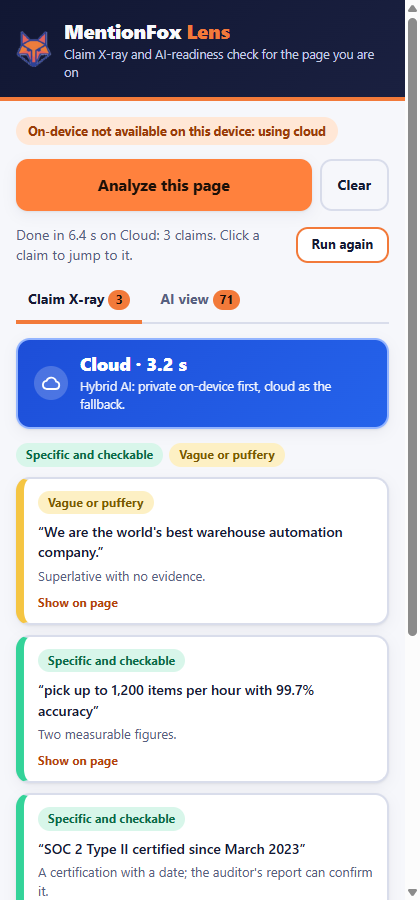 MentionFox Lens
Claim X-ray and AI-readiness check for the page you are
on
On-device not available on this device: using cloud
Analyze this page
Clear
Done in 6.4 s on Cloud: 3 claims. Click a
claim to jump to it.
Run again
Claim X-ray 3
AI view 71
Cloud · 3.2 s
Hybrid AI: private on-device first, cloud as the
fallback.
Specific and checkable
Vague or puffery
Vague or puffery
“We are the world's best warehouse automation
company.”
Superlative with no evidence.
Show on page
Specific and checkable
“pick up to 1,200 items per hour with 99.7%
accuracy”
Two measurable figures.
Show on page
Specific and checkable
“SOC 2 Type II certified since March 2023”
A certification with a date; the auditor's report can confirm
it.